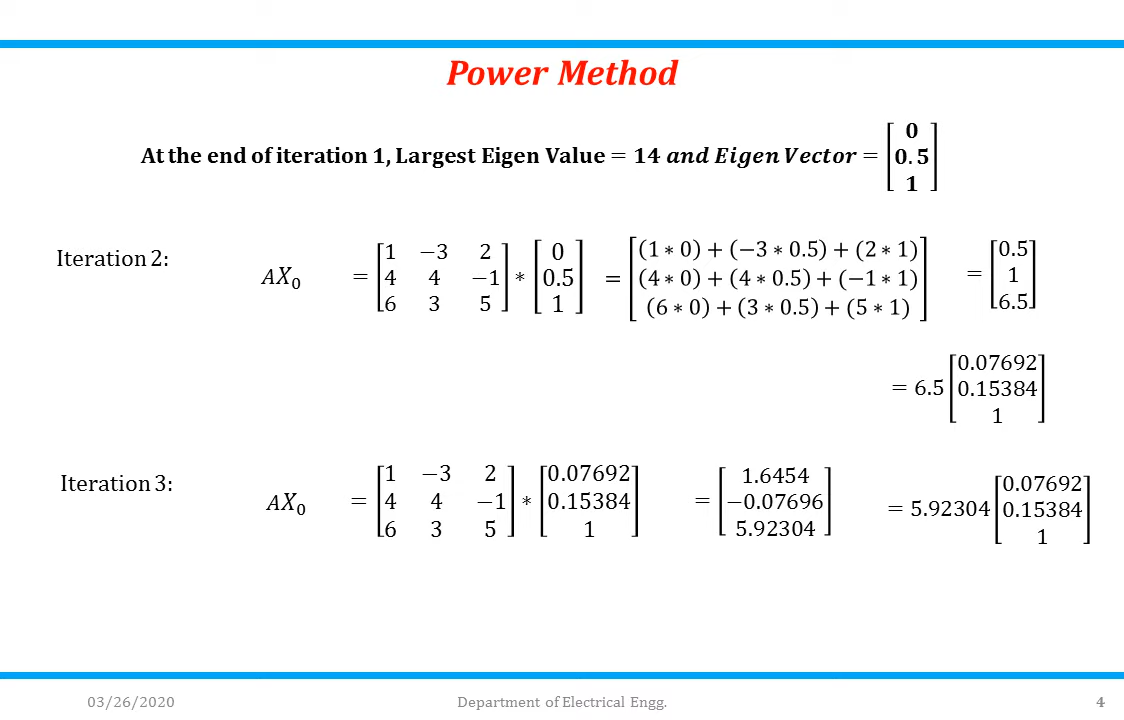 Power Method
At the end of iteration 1, Largest Eigen Value = 14 and Eigen Vector = [0; 0.5; 1]
Iteration 2: AX₀ = [1 −3 2; 4 4 −1; 6 3 5] * [0; 0.5; 1] = [(1 * 0) + (−3 * 0.5) + (2 * 1); (4 * 0) + (4 * 0.5) + (−1 * 1); (6 * 0) + (3 * 0.5) + (5 * 1)] = [0.5; 1; 6.5]
= 6.5 [0.07692; 0.15384; 1]
Iteration 3: AX₀ = [1 −3 2; 4 4 −1; 6 3 5] * [0.07692; 0.15384; 1] = [1.6454; −0.07696; 5.92304] = 5.92304 [0.07692; 0.15384; 1]
03/26/2020 Department of Electrical Engg. 4